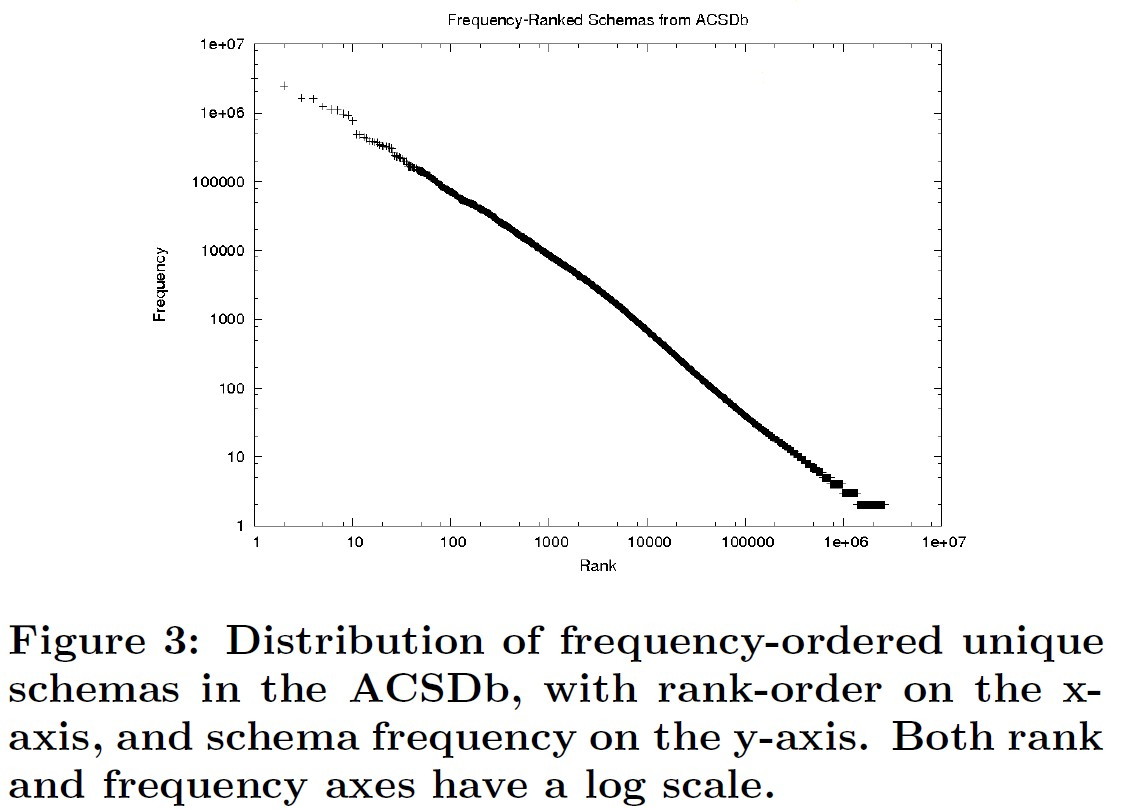 Frequency-Ranked Schemas from ACSDb
1e+07
1e+06
100000
10000
1000
100
10
1
Frequency
1 10 100 1000 10000 100000 1e+06 1e+07
Rank
Figure 3: Distribution of frequency-ordered unique
schemas in the ACSDb, with rank-order on the x-
axis, and schema frequency on the y-axis. Both rank
and frequency axes have a log scale.